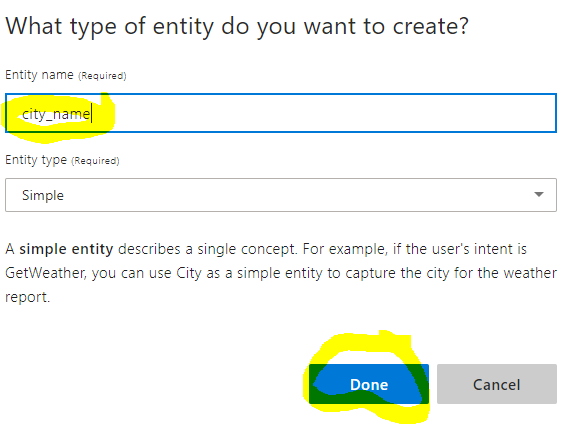 What type of entity do you want to create?
Entity name (Required)
city_name
Entity type (Required)
Simple
A simple entity describes a single concept. For example, if the user's intent is
GetWeather, you can use City as a simple entity to capture the city for the weather
report.
Done Cancel